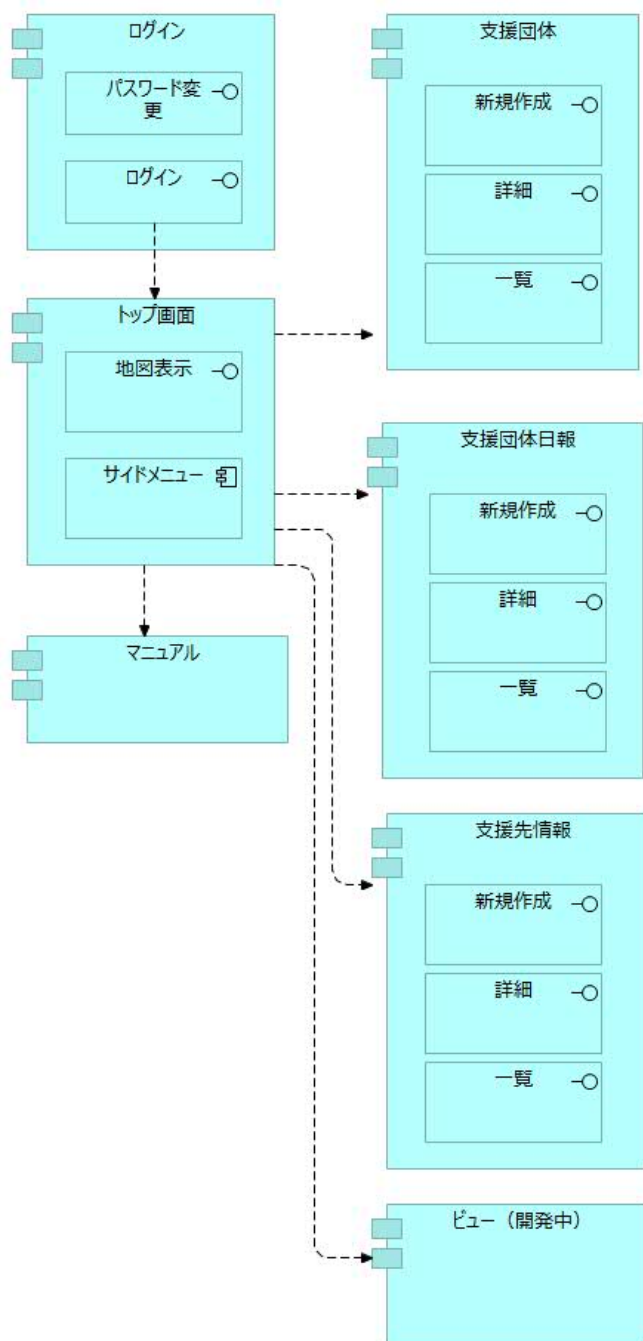 ログイン
パスワード変
更
ログイン
トップ画面
地図表示
サイドメニュー
マニュアル
支援団体
新規作成
詳細
一覧
支援団体日報
新規作成
詳細
一覧
支援先情報
新規作成
詳細
一覧
ビュー（開発中）